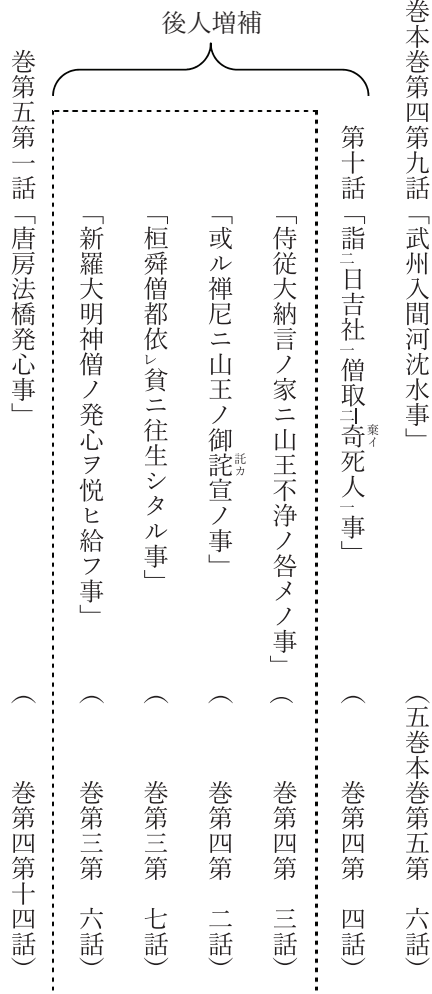 巻本巻第四第九話「武州入間河沈水事」（五巻本巻第五第　六話）
第十話「詣二日吉社一僧取二奇棄イ死人一事」（　巻第四第　四話）
後人増補
「侍従大納言ノ家ニ山王不浄ノ咎メノ事」（　巻第四第　三話）
「或ル禅尼ニ山王ノ御詫託カ宣ノ事」（　巻第四第　二話）
「桓舜僧都依レ貧ニ往生シタル事」（　巻第三第　七話）
「新羅大明神僧ノ発心ヲ悦ヒ給フ事」（　巻第三第　六話）
巻第五第一話「唐房法橋発心事」（　巻第四第十四話）